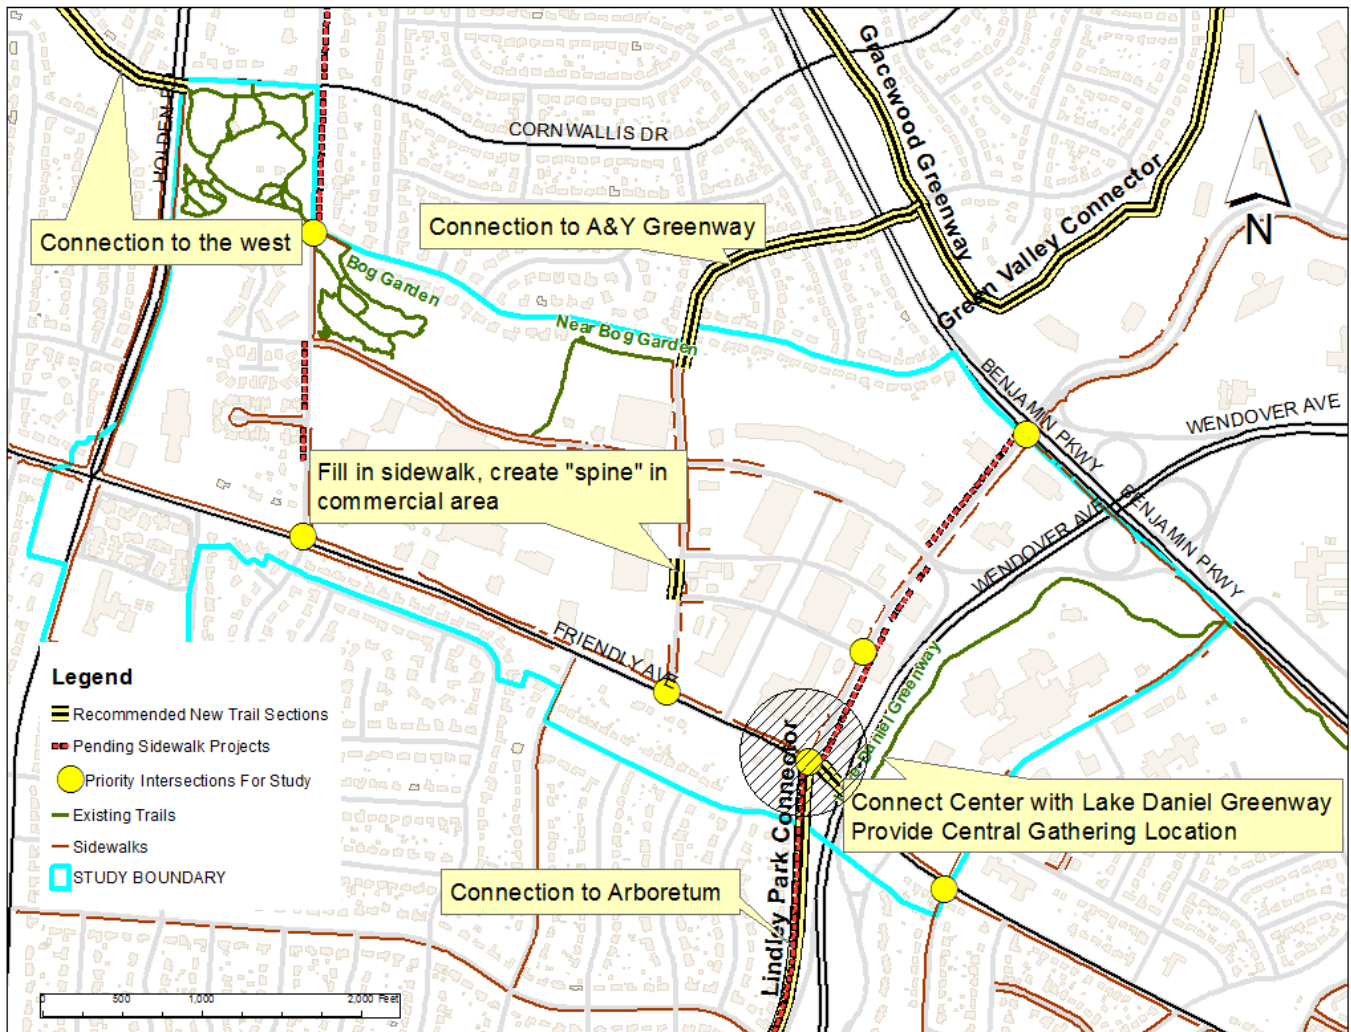 Gracewood Greenway
CORNWALLIS DR
HOLDEN
Green Valley Connector
N
Connection to the west
Connection to A&Y Greenway
Bog Garden
Near Bog Garden
BENJAMIN PKWY
WENDOVER AVE
Fill in sidewalk, create "spine" in
commercial area
WENDOVER AVE
BENJAMIN PKWY
FRIENDLY AVE
Legend
Recommended New Trail Sections
Pending Sidewalk Projects
Priority Intersections For Study
Existing Trails
Sidewalks
STUDY BOUNDARY
Daniel Greenway
Connect Center with Lake Daniel Greenway
Provide Central Gathering Location
Lindley Park Connector
Connection to Arboretum
0 500 1,000 2,000 Feet